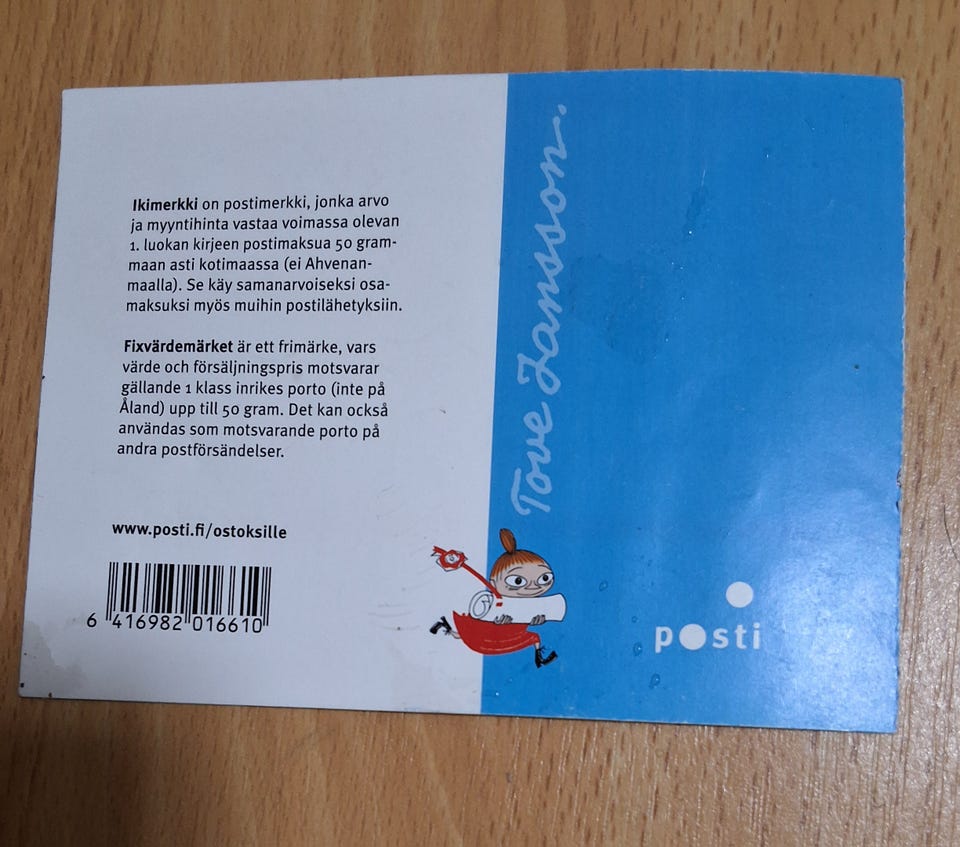 Ikimerkki on postimerkki, jonka arvo
ja myyntihinta vastaa voimassa olevan
1. luokan kirjeen postimaksua 50 gram-
maan asti kotimaassa (ei Ahvenan-
maalla). Se käy samanarvoiseksi osa-
maksuksi myös muihin postilähetyksiin.
Fixvärdemärket är ett frimärke, vars
värde och försäljningspris motsvarar
gällande 1 klass inrikes porto (inte på
Åland) upp till 50 gram. Det kan också
användas som motsvarande porto på
andra postförsändelser.
www.posti.fi/ostoksille
6 416982 016610
Tove Jansson.
posti